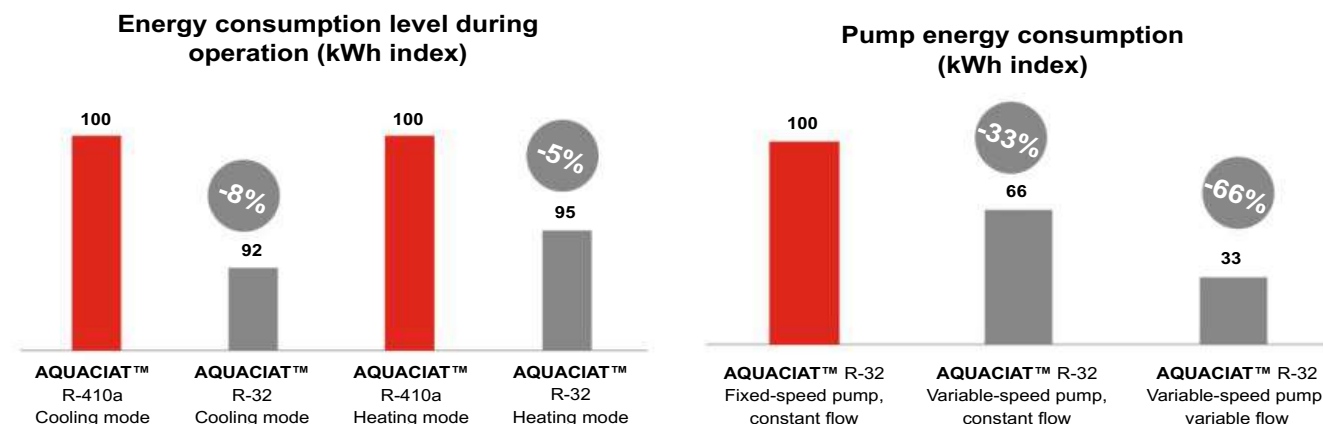 Energy consumption level during
operation (kWh index)
100
-8%
92
100
-5%
95
AQUACIAT™
R-410a
Cooling mode
AQUACIAT™
R-32
Cooling mode
AQUACIAT™
R-410a
Heating mode
AQUACIAT™
R-32
Heating mode
Pump energy consumption
(kWh index)
100
-33%
66
-66%
33
AQUACIAT™ R-32
Fixed-speed pump,
constant flow
AQUACIAT™ R-32
Variable-speed pump,
constant flow
AQUACIAT™ R-32
Variable-speed pump
variable flow